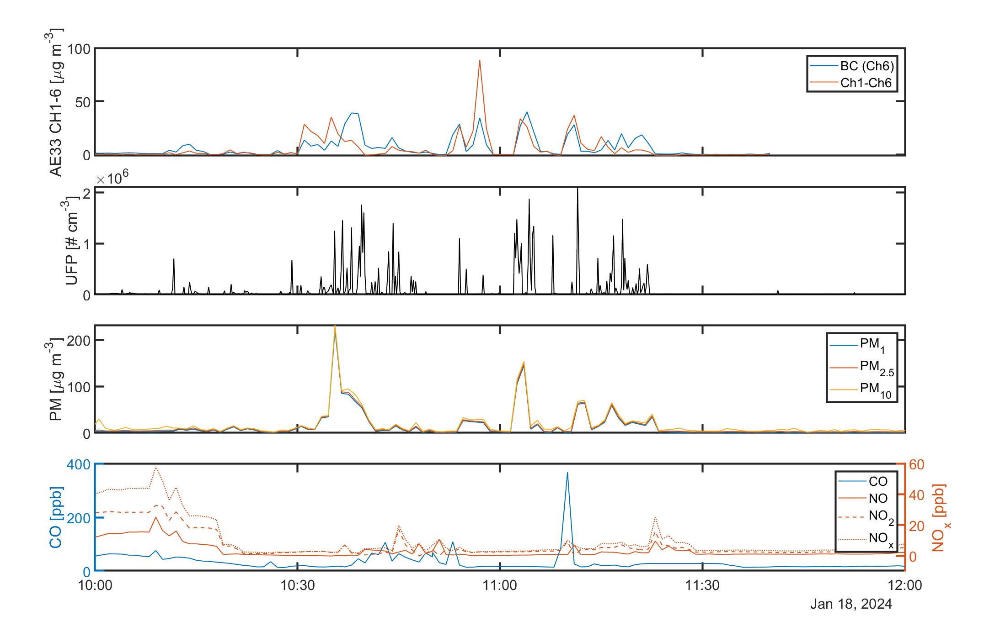 AE33 CH1-6 [μg m-3]
100
50
0
BC (Ch6)
Ch1-Ch6
×10^6
UFP [# cm-3]
2
1
0
PM [μg m-3]
200
100
0
PM1
PM2.5
PM10
CO [ppb]
400
200
0
CO
NO
NO2
NOx
60
40
20
0
NOx [ppb]
10:00 10:30 11:00 11:30 12:00
Jan 18, 2024